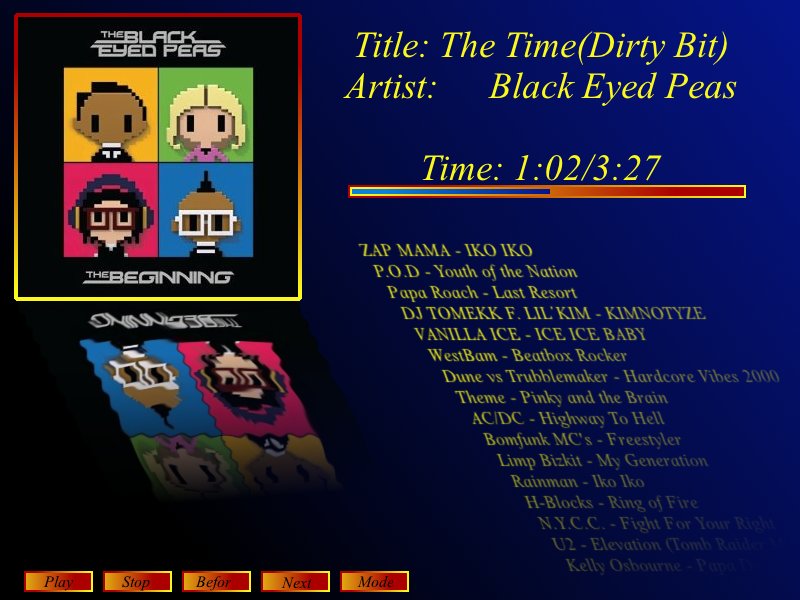 THE BLACK
EYED PEAS
THE BEGINNING
Title: The Time(Dirty Bit)
Artist: Black Eyed Peas
Time: 1:02/3:27
ZAP MAMA - IKO IKO
P.O.D - Youth of the Nation
Papa Roach - Last Resort
DJ TOMEKK F. LIL' KIM - KIMNOTYZE
VANILLA ICE - ICE ICE BABY
WestBam - Beatbox Rocker
Dune vs Trubblemaker - Hardcore Vibes 2000
Theme - Pinky and the Brain
AC/DC - Highway To Hell
Bomfunk MC's - Freestyler
Limp Bizkit - My Generation
Rainman - Iko Iko
H-Blocks - Ring of Fire
N.Y.C.C. - Fight For Your Right
U2 - Elevation (Tomb Raider
Kelly Osbourne - Papa
Play
Stop
Befor
Next
Mode